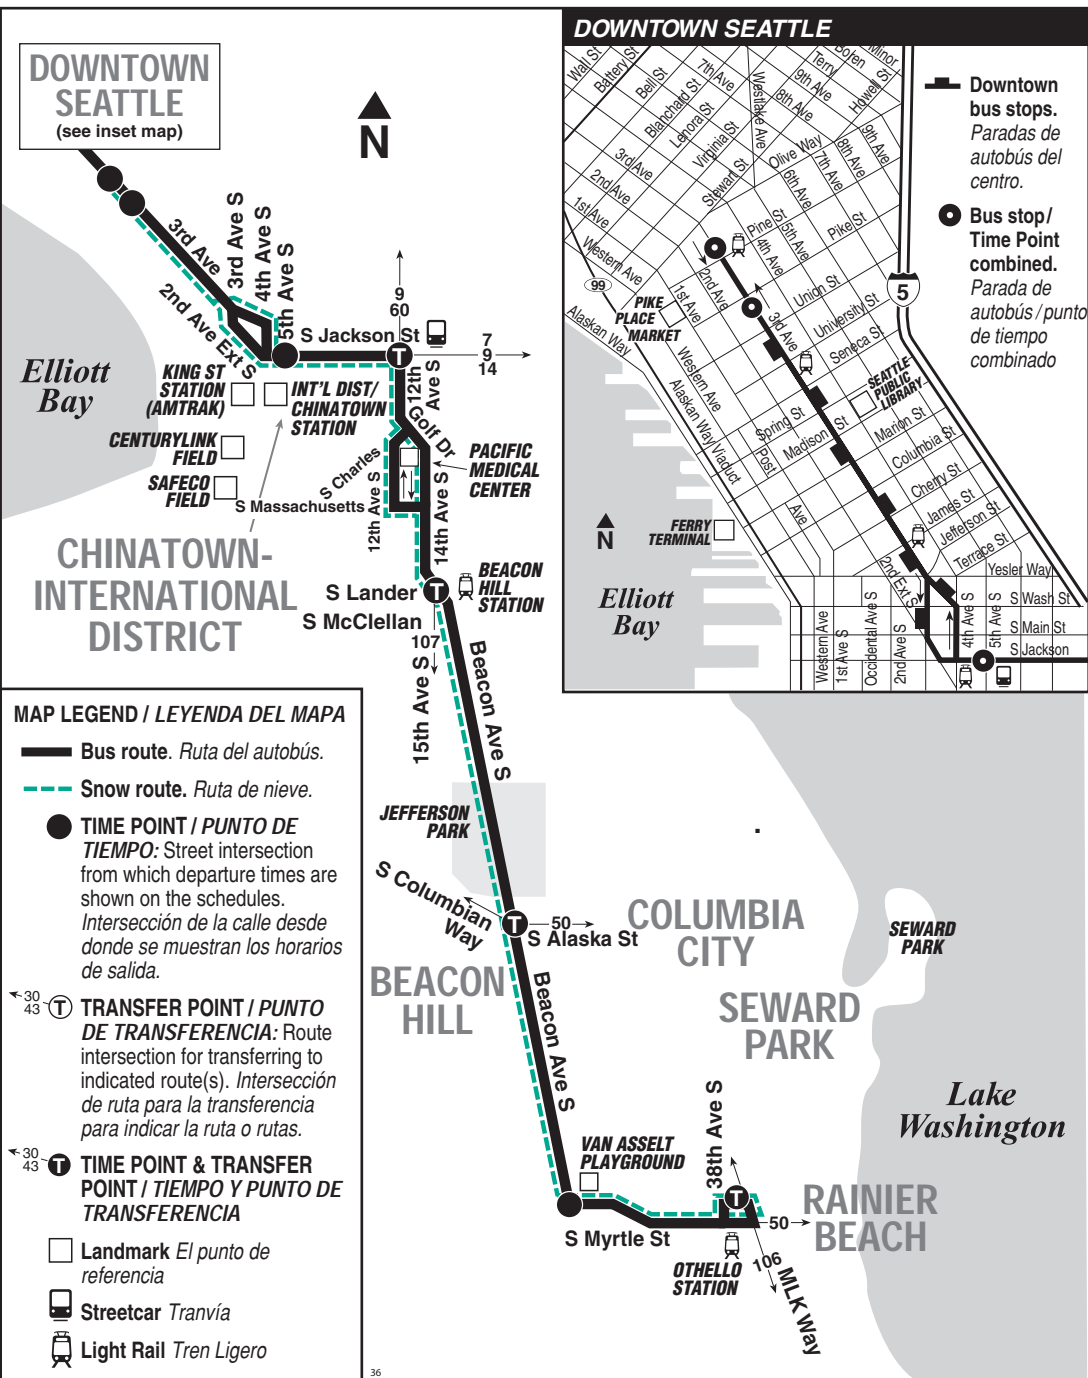 DOWNTOWN
SEATTLE
(see inset map)
N
3rd Ave
2nd Ave Ext S
3rd Ave S
4th Ave S
5th Ave S
9
60
S Jackson St
7
9
14
Elliott
Bay
KING ST
STATION
(AMTRAK)
INT'L DIST/
CHINATOWN
STATION
12th
Ave S
Golf Dr
CENTURYLINK
FIELD
SAFECO
FIELD
S Charles
S Massachusetts
12th Ave S
14th Ave S
PACIFIC
MEDICAL
CENTER
CHINATOWN-
INTERNATIONAL
DISTRICT
S Lander
S McClellan
BEACON
HILL
STATION
107
15th Ave S
Beacon Ave S
JEFFERSON
PARK
S Columbian
Way
50
S Alaska St
COLUMBIA
CITY
BEACON
HILL
SEWARD
PARK
SEWARD
PARK
Beacon Ave S
Lake
Washington
VAN ASSELT
PLAYGROUND
38th Ave S
RAINIER
BEACH
50
S Myrtle St
OTHELLO
STATION
106
MLK Way
DOWNTOWN SEATTLE
Wall St
Battery St
Bell St
Blanchard St
Lenora St
Virginia St
Stewart St
7th Ave
Westlake Ave
8th Ave
9th Ave
Terry
Boren
Minor
Howell St
Olive Way
9th Ave
8th Ave
7th Ave
6th Ave
5th Ave
4th Ave
3rd Ave
2nd Ave
1st Ave
Western Ave
Pine St
Pike St
2nd Ave
1st Ave
99
PIKE
PLACE
MARKET
Alaskan Way
Union St
University St
Seneca St
3rd Ave
5
Western Ave
Alaskan Way Viaduct
Post
Ave
Spring St
Madison St
SEATTLE
PUBLIC
LIBRARY
Marion St
Columbia St
Cherry St
James St
Jefferson St
Terrace St
Yesler Way
FERRY
TERMINAL
N
Elliott
Bay
2nd Ext S
S Wash St
S Main St
S Jackson
Western Ave
1st Ave S
Occidental Ave S
2nd Ave S
4th Ave S
5th Ave S
Downtown
bus stops.
Paradas de
autobús del
centro.
Bus stop/
Time Point
combined.
Parada de
autobús/punto
de tiempo
combinado
MAP LEGEND / LEYENDA DEL MAPA
Bus route. Ruta del autobús.
Snow route. Ruta de nieve.
TIME POINT / PUNTO DE
TIEMPO: Street intersection
from which departure times are
shown on the schedules.
Intersección de la calle desde
donde se muestran los horarios
de salida.
30
43
T TRANSFER POINT / PUNTO
DE TRANSFERENCIA: Route
intersection for transferring to
indicated route(s). Intersección
de ruta para la transferencia
para indicar la ruta o rutas.
30
43
T TIME POINT & TRANSFER
POINT / TIEMPO Y PUNTO DE
TRANSFERENCIA
Landmark El punto de
referencia
Streetcar Tranvía
Light Rail Tren Ligero
36
T
T
T
T